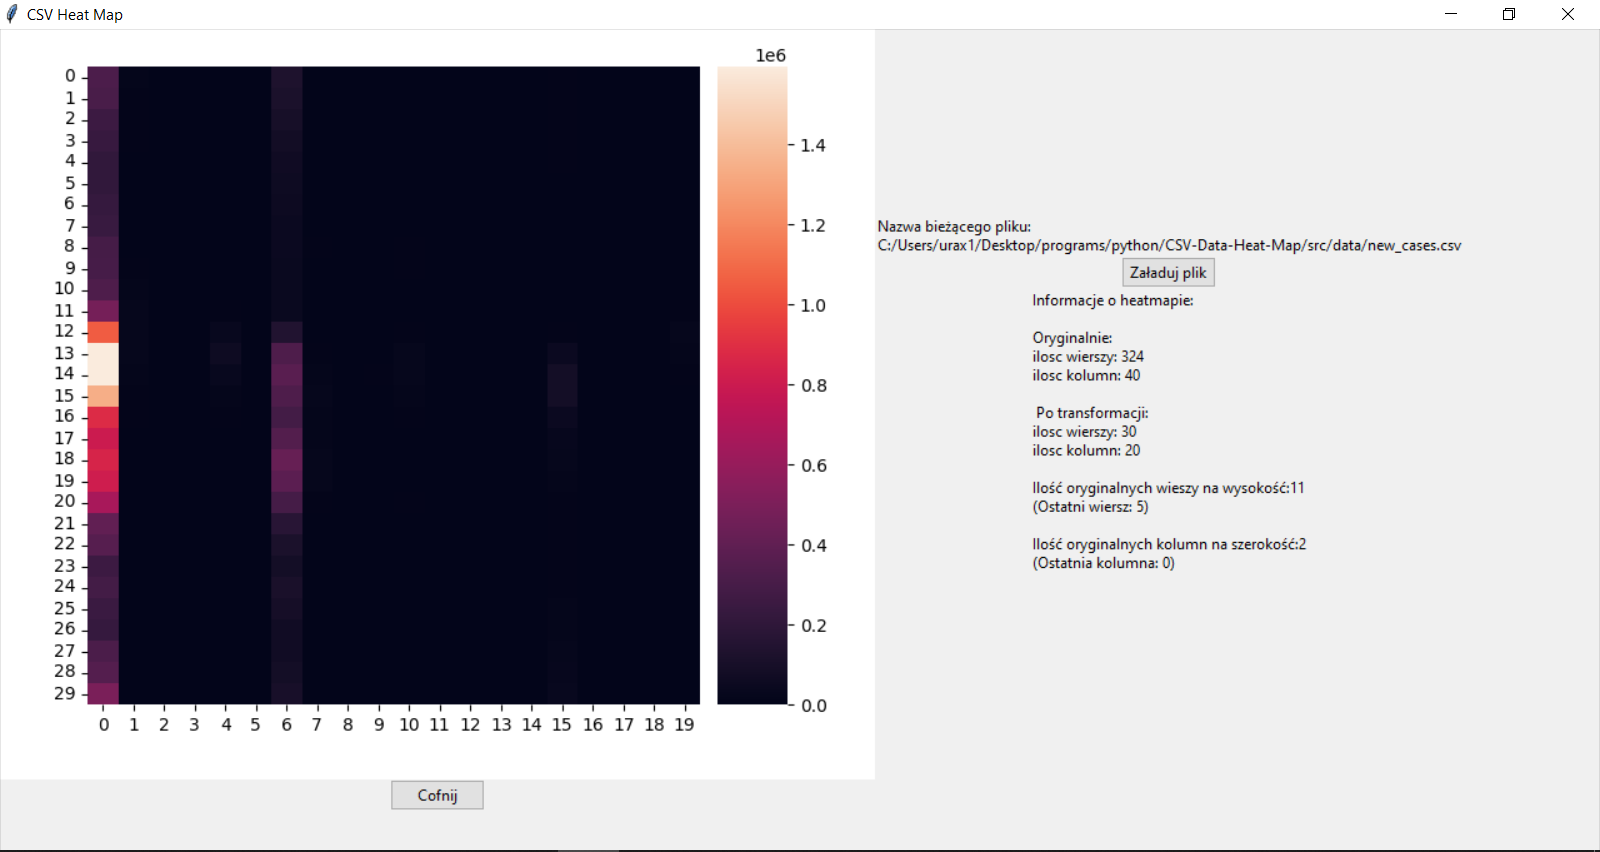 CSV Heat Map
1e6
0
1
2
3
4
5
6
7
8
9
10
11
12
13
14
15
16
17
18
19
20
21
22
23
24
25
26
27
28
29
0 1 2 3 4 5 6 7 8 9 10 11 12 13 14 15 16 17 18 19
1.4
1.2
1.0
0.8
0.6
0.4
0.2
0.0
Cofnij
Nazwa bieżącego pliku:
C:/Users/urax1/Desktop/programs/python/CSV-Data-Heat-Map/src/data/new_cases.csv
Załaduj plik
Informacje o heatmapie:
Oryginalnie:
ilosc wierszy: 324
ilosc kolumn: 40
Po transformacji:
ilosc wierszy: 30
ilosc kolumn: 20
Ilość oryginalnych wieszy na wysokość:11
(Ostatni wiersz: 5)
Ilość oryginalnych kolumn na szerokość:2
(Ostatnia kolumna: 0)